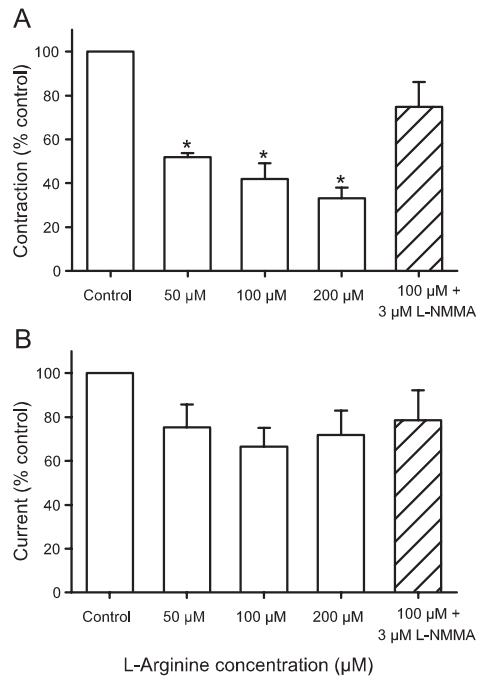 A
Contraction (% control)
100
80
60
40
20
0
*
*
*
Control
50 µM
100 µM
200 µM
100 µM +
3 µM L-NMMA
B
Current (% control)
100
80
60
40
20
0
Control
50 µM
100 µM
200 µM
100 µM +
3 µM L-NMMA
L-Arginine concentration (µM)